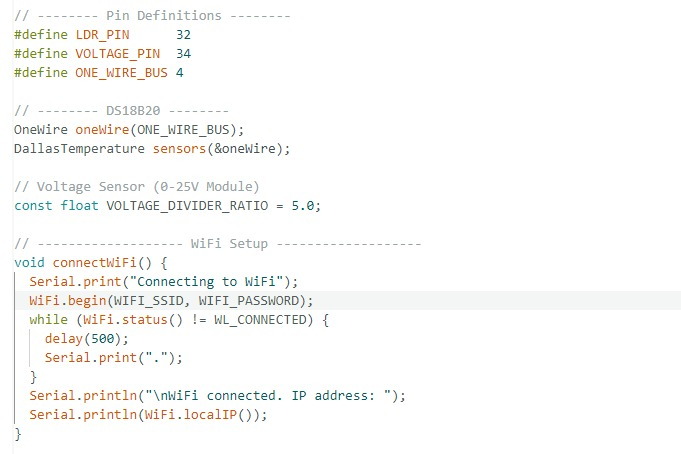 // -------- Pin Definitions --------
#define LDR_PIN      32
#define VOLTAGE_PIN  34
#define ONE_WIRE_BUS 4
// -------- DS18B20 --------
OneWire oneWire(ONE_WIRE_BUS);
DallasTemperature sensors(&oneWire);
// Voltage Sensor (0-25V Module)
const float VOLTAGE_DIVIDER_RATIO = 5.0;
// ------------------- WiFi Setup -------------------
void connectWiFi() {
  Serial.print("Connecting to WiFi");
  WiFi.begin(WIFI_SSID, WIFI_PASSWORD);
  while (WiFi.status() != WL_CONNECTED) {
    delay(500);
    Serial.print(".");
  }
  Serial.println("\nWiFi connected. IP address: ");
  Serial.println(WiFi.localIP());
}